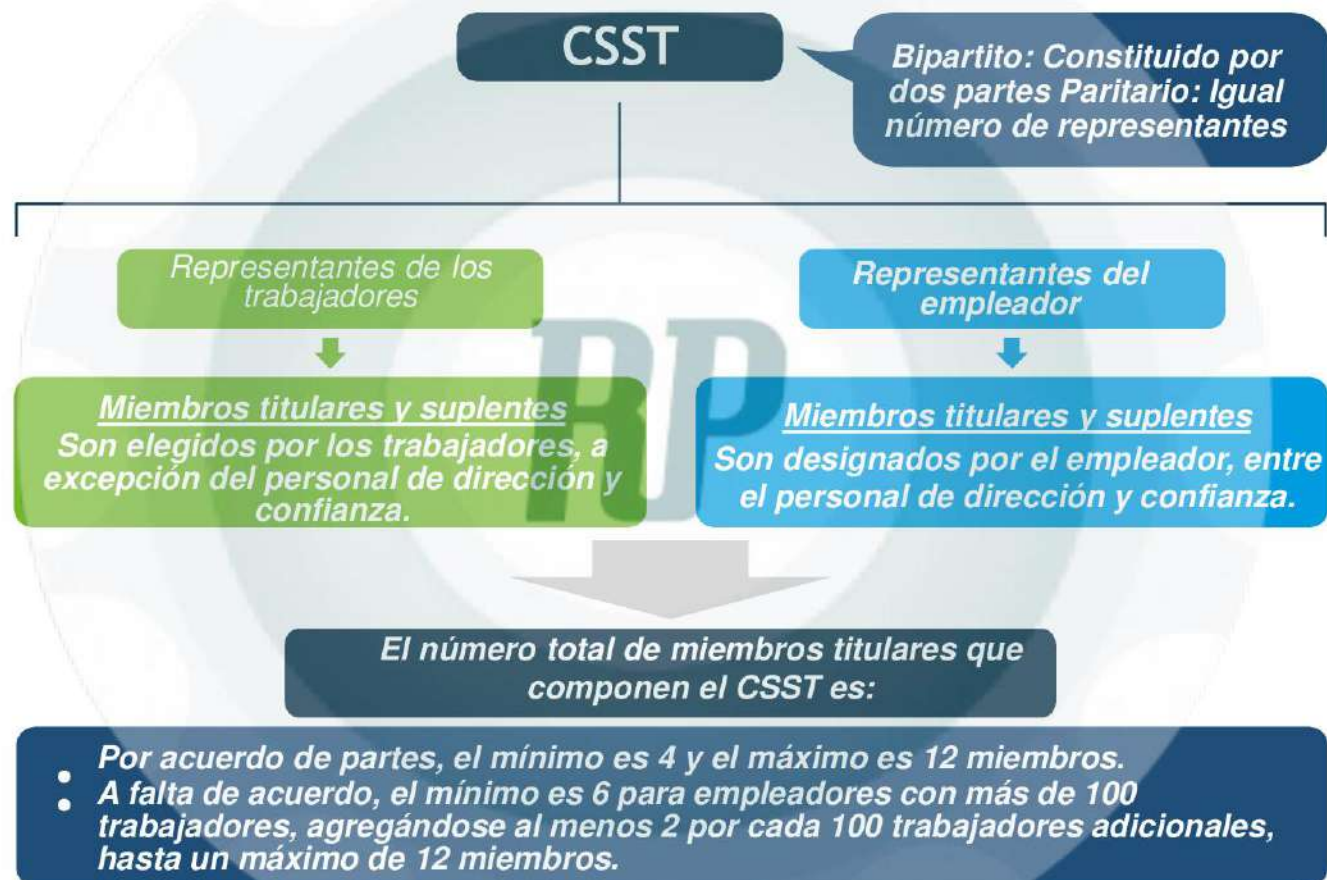 CSST
Bipartito: Constituido por
dos partes Paritario: Igual
número de representantes
Representantes de los
trabajadores
Representantes del
empleador
Miembros titulares y suplentes
Son elegidos por los trabajadores, a
excepción del personal de dirección y
confianza.
Miembros titulares y suplentes
Son designados por el empleador, entre
el personal de dirección y confianza.
RP
El número total de miembros titulares que
componen el CSST es:
• Por acuerdo de partes, el mínimo es 4 y el máximo es 12 miembros.
• A falta de acuerdo, el mínimo es 6 para empleadores con más de 100
trabajadores, agregándose al menos 2 por cada 100 trabajadores adicionales,
hasta un máximo de 12 miembros.